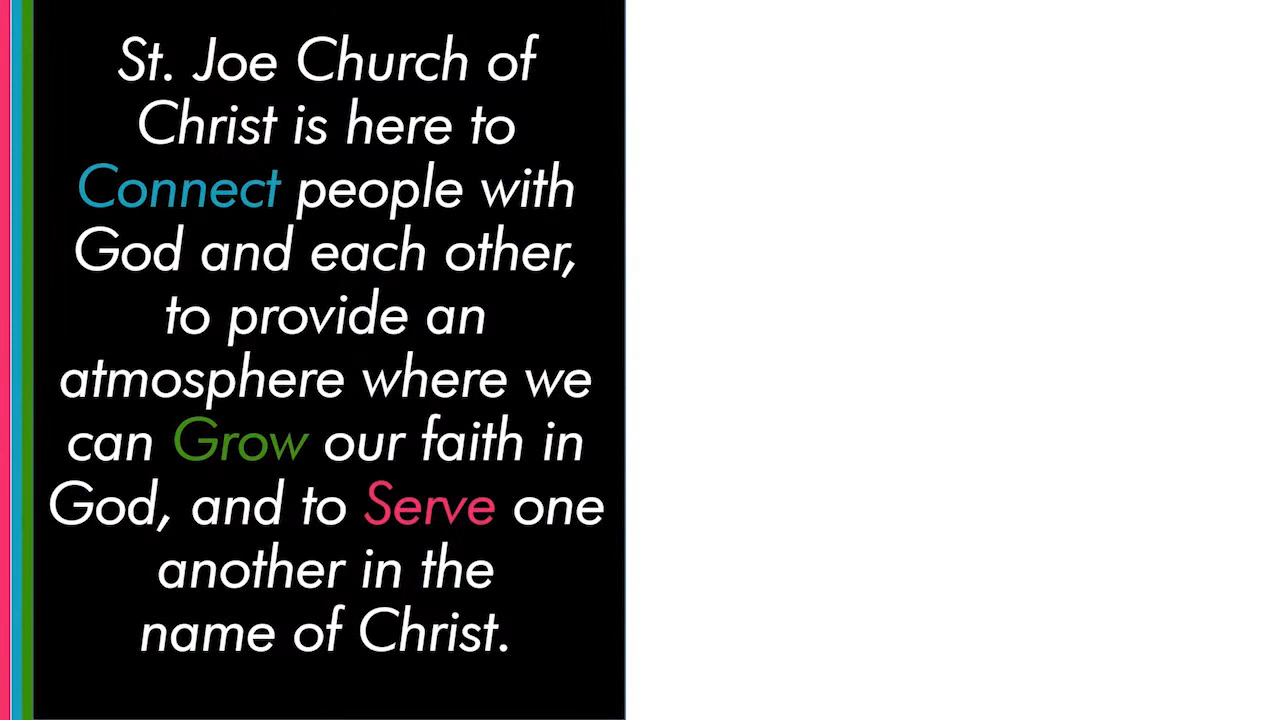 St. Joe Church of
Christ is here to
Connect people with
God and each other,
to provide an
atmosphere where we
can Grow our faith in
God, and to Serve one
another in the
name of Christ.